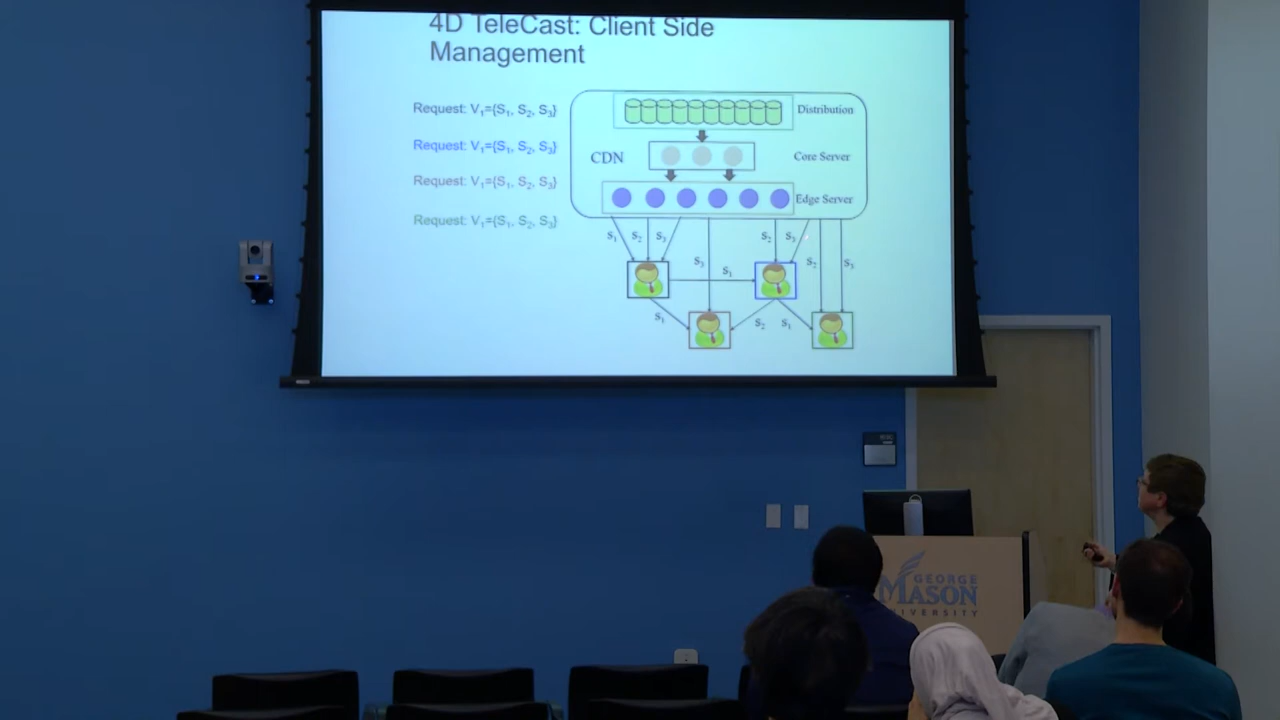 4D TeleCast: Client Side
Management
Request: V₁={S₁, S₂, S₃}
Request: V₁={S₁, S₂, S₃}
Request: V₁={S₁, S₂, S₃}
Request: V₁={S₁, S₂, S₃}
Distribution
CDN
Core Server
Edge Server
S₁
S₂
S₃
S₂
S₃
S₃
S₁
S₂
S₃
S₁
S₂
S₁
GEORGE
MASON
UNIVERSITY